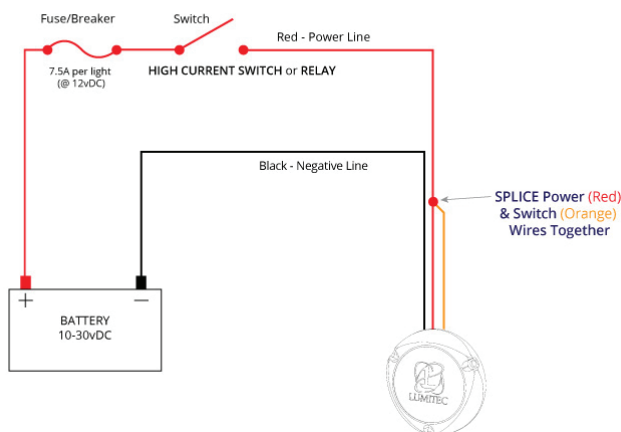 Fuse/Breaker
Switch
Red - Power Line
7.5A per light
(@ 12vDC)
HIGH CURRENT SWITCH or RELAY
Black - Negative Line
SPLICE Power (Red)
& Switch (Orange)
Wires Together
+
—
BATTERY
10-30vDC
LUMITEC